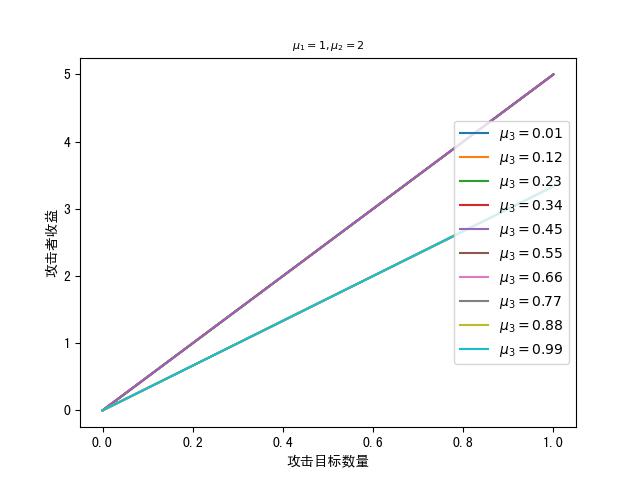 μ₁ = 1, μ₂ = 2
5
4
3
2
1
0
攻击者收益
μ₃ = 0.01
μ₃ = 0.12
μ₃ = 0.23
μ₃ = 0.34
μ₃ = 0.45
μ₃ = 0.55
μ₃ = 0.66
μ₃ = 0.77
μ₃ = 0.88
μ₃ = 0.99
0.0 0.2 0.4 0.6 0.8 1.0
攻击目标数量